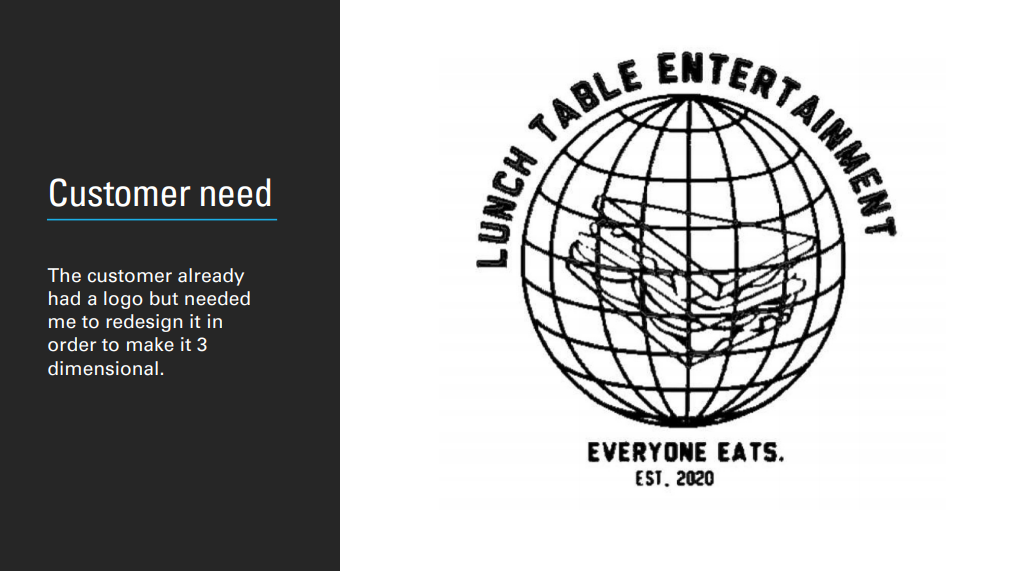 Customer need
The customer already
had a logo but needed
me to redesign it in
order to make it 3
dimensional.
LUNCH TABLE ENTERTAINMENT
EVERYONE EATS.
EST. 2020